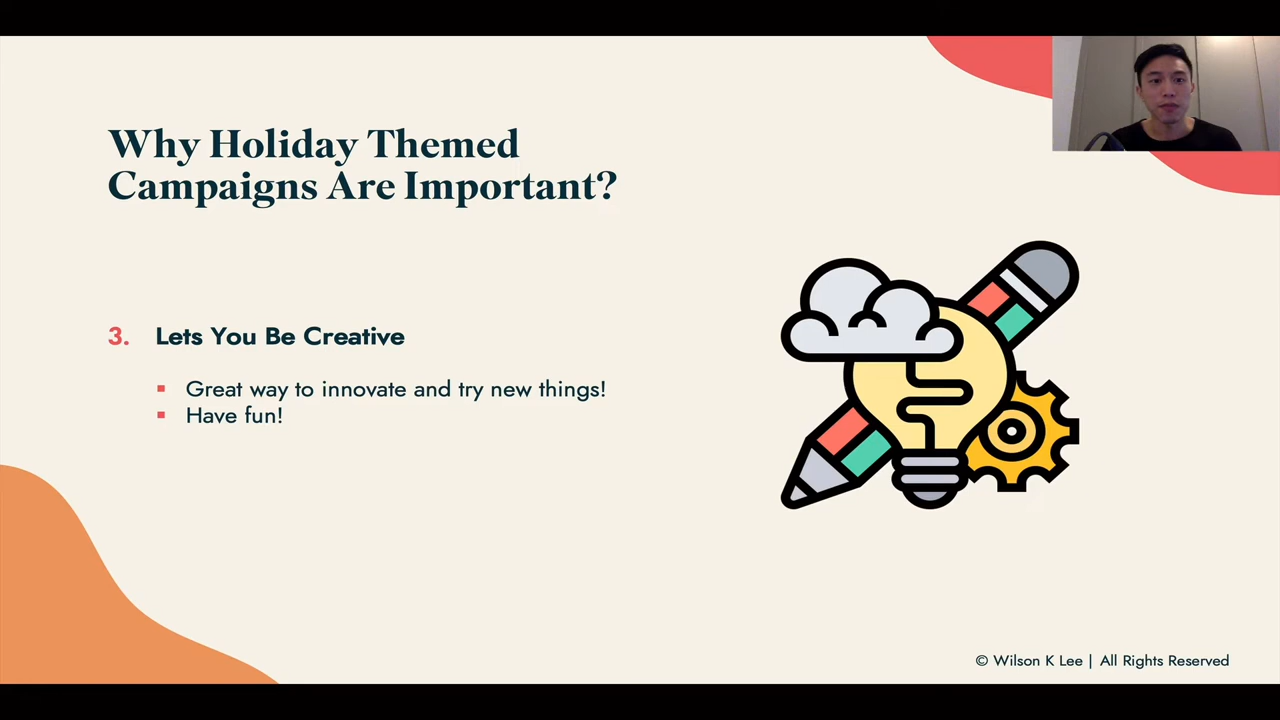 Why Holiday Themed
Campaigns Are Important?
3. Lets You Be Creative
▪ Great way to innovate and try new things!
▪ Have fun!
© Wilson K Lee | All Rights Reserved